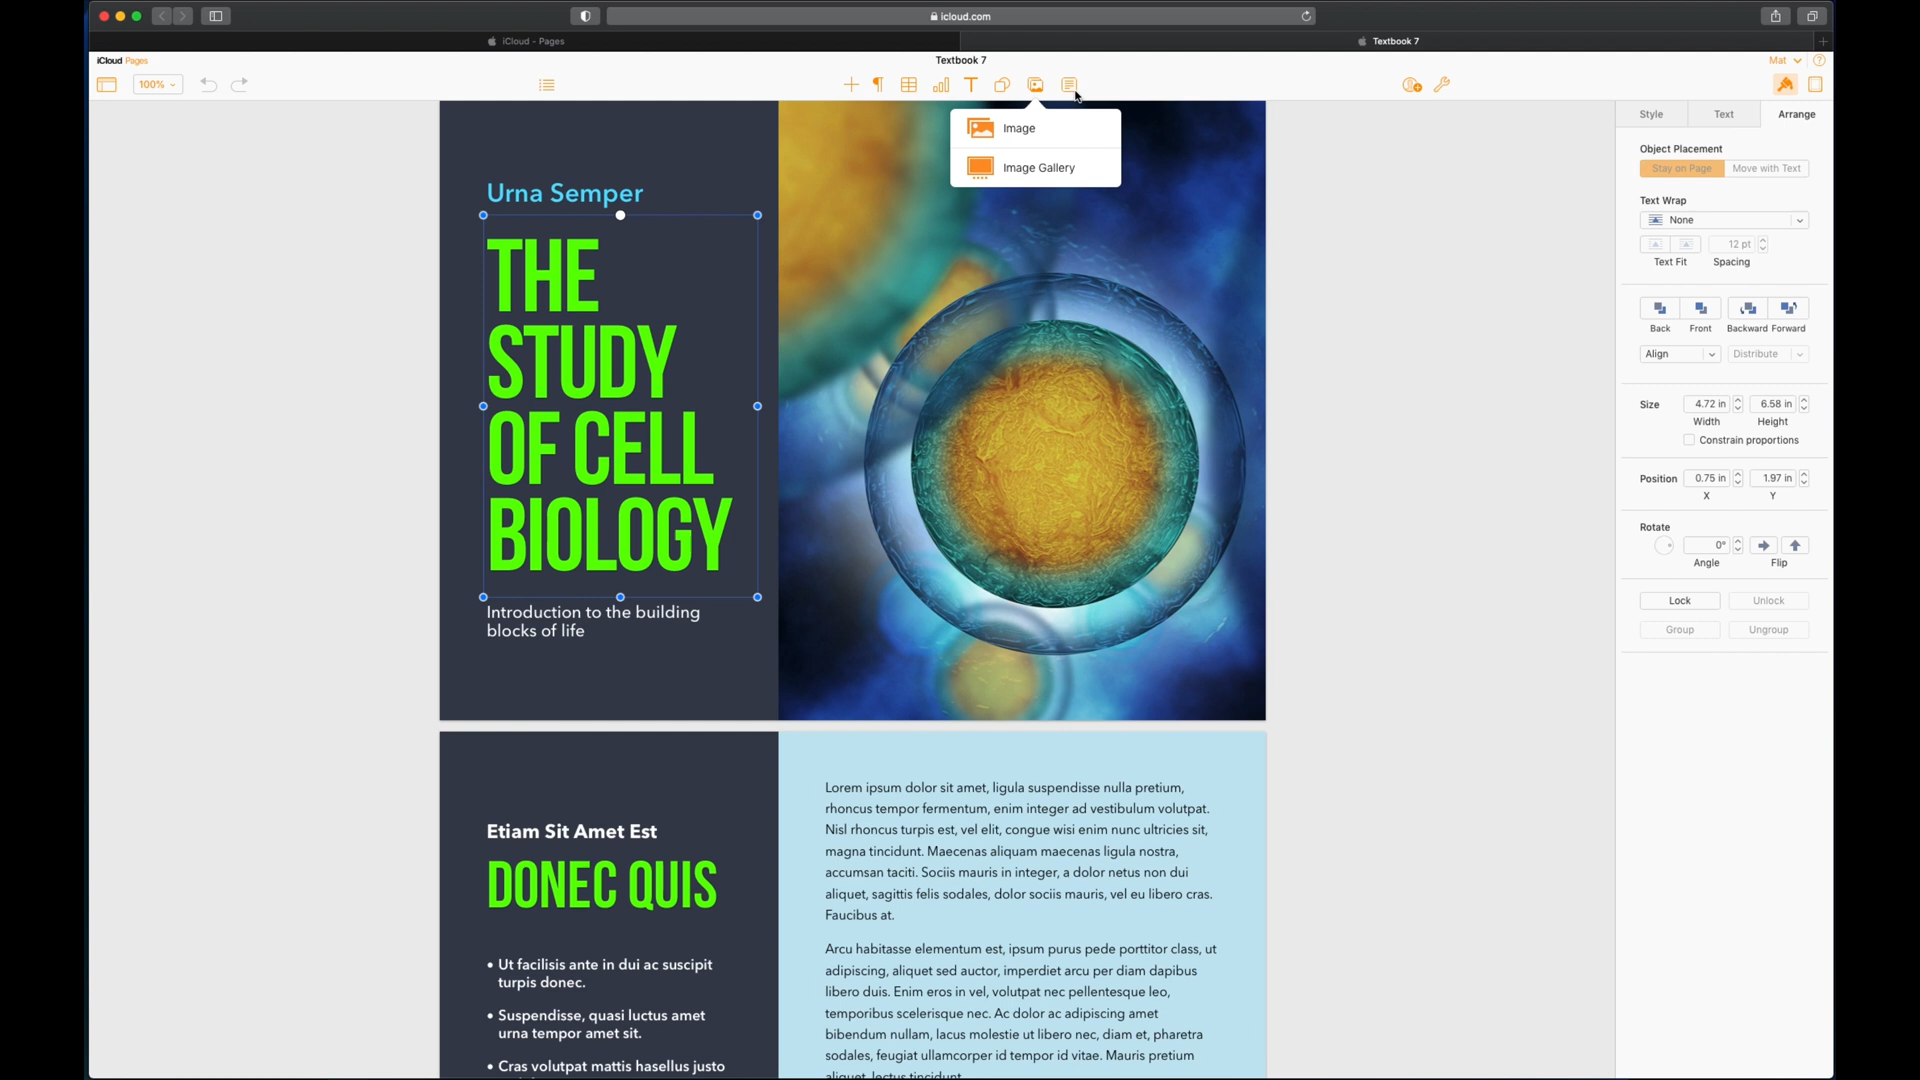 icloud.com
iCloud - Pages
Textbook 7
iCloud Pages
Textbook 7
Mat
100%
Image
Image Gallery
Style
Text
Arrange
Object Placement
Stay on Page
Move with Text
Text Wrap
None
12 pt
Text Fit
Spacing
Back
Front
Backward
Forward
Align
Distribute
Size
4.72 in
6.58 in
Width
Height
Constrain proportions
Position
0.75 in
1.97 in
X
Y
Rotate
0°
Angle
Flip
Lock
Unlock
Group
Ungroup
Urna Semper
THE
STUDY
OF CELL
BIOLOGY
Introduction to the building
blocks of life
Etiam Sit Amet Est
DONEC QUIS
• Ut facilisis ante in dui ac suscipit
turpis donec.
• Suspendisse, quasi luctus amet
urna tempor amet sit.
• Cras volutpat mattis hasellus justo
Lorem ipsum dolor sit amet, ligula suspendisse nulla pretium,
rhoncus tempor fermentum, enim integer ad vestibulum volutpat.
Nisl rhoncus turpis est, vel elit, congue wisi enim nunc ultricies sit,
magna tincidunt. Maecenas aliquam maecenas ligula nostra,
accumsan taciti. Sociis mauris in integer, a dolor netus non dui
aliquet, sagittis felis sodales, dolor sociis mauris, vel eu libero cras.
Faucibus at.
Arcu habitasse elementum est, ipsum purus pede porttitor class, ut
adipiscing, aliquet sed auctor, imperdiet arcu per diam dapibus
libero duis. Enim eros in vel, volutpat nec pellentesque leo,
temporibus scelerisque nec. Ac dolor ac adipiscing amet
bibendum nullam, lacus molestie ut libero nec, diam et, pharetra
sodales, feugiat ullamcorper id tempor id vitae. Mauris pretium
aliquet, lectus tincidunt.